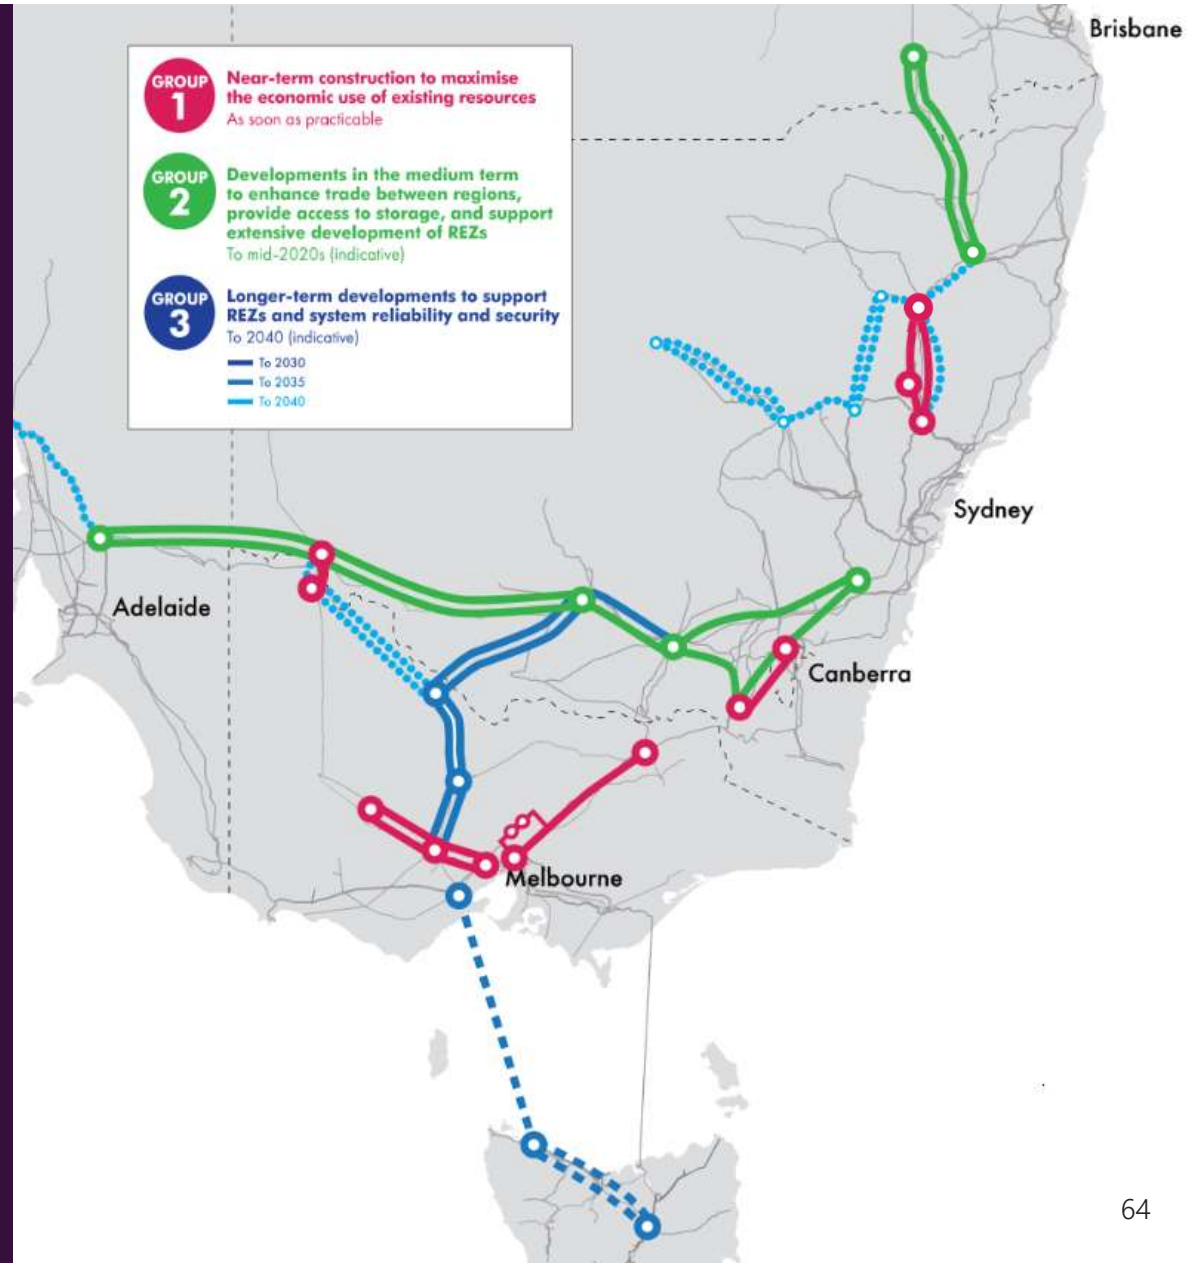 Brisbane
GROUP
1
Near-term construction to maximise
the economic use of existing resources
As soon as practicable
GROUP
2
Developments in the medium term
to enhance trade between regions,
provide access to storage, and support
extensive development of REZs
To mid-2020s (indicative)
GROUP
3
Longer-term developments to support
REZs and system reliability and security
To 2040 (indicative)
To 2030
To 2035
To 2040
Sydney
Adelaide
Canberra
Melbourne
64